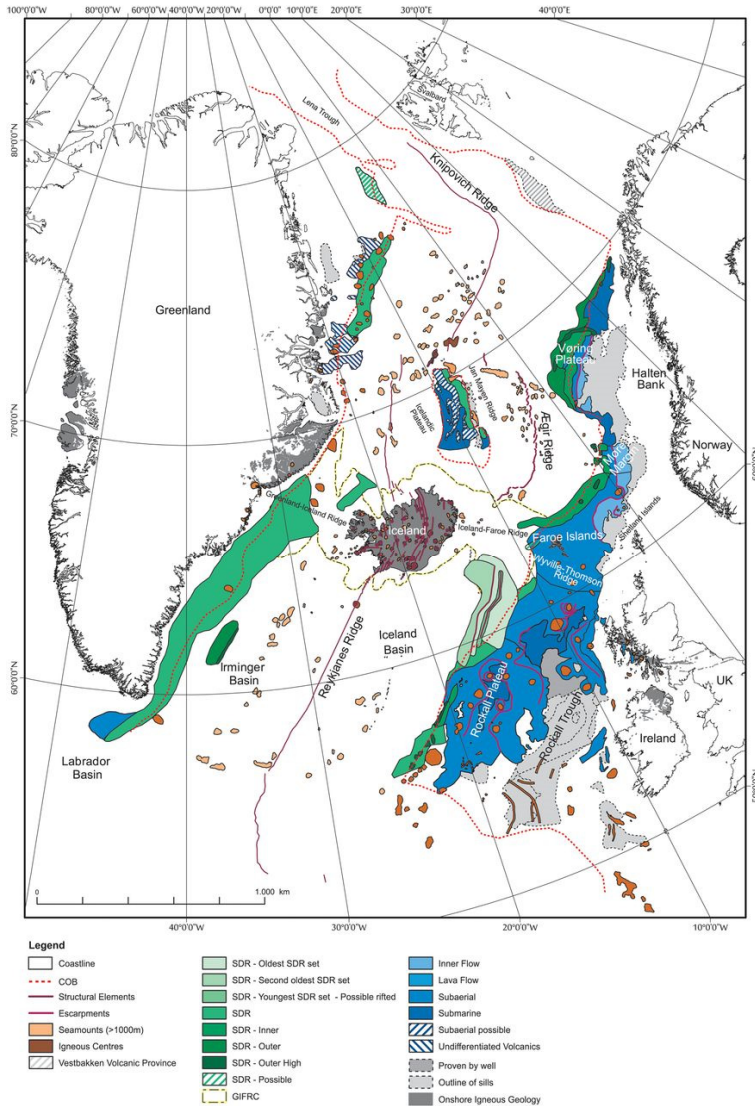 100°0'0"W
80°0'0"W
60°0'0"W
40°0'0"W
20°0'0"W
0°0'0"
10°0'0"E
20°0'0"E
30°0'0"E
40°0'0"E
80°0'0"N
70°0'0"N
60°0'0"N
Svalbard
Lena Trough
Knipovich Ridge
Greenland
Vøring
Plateau
Halten
Bank
Norway
Jan Mayen Ridge
Icelandic
Plateau
Ægir Ridge
Møre
Margin
Greenland-Iceland Ridge
Iceland
Iceland-Faroe Ridge
Shetland Islands
Faroe Islands
Wyville-Thomson
Ridge
Reykjanes Ridge
Iceland
Basin
Irminger
Basin
Rockall Plateau
Rockall Trough
UK
Ireland
Labrador
Basin
0
1.000 km
40°0'0"W
30°0'0"W
20°0'0"W
10°0'0"W
Legend
Coastline
COB
Structural Elements
Escarpments
Seamounts (>1000m)
Igneous Centres
Vestbakken Volcanic Province
SDR - Oldest SDR set
SDR - Second oldest SDR set
SDR - Youngest SDR set - Possible rifted
SDR
SDR - Inner
SDR - Outer
SDR - Outer High
SDR - Possible
GIFRC
Inner Flow
Lava Flow
Subaerial
Submarine
Subaerial possible
Undifferentiated Volcanics
Proven by well
Outline of sills
Onshore Igneous Geology